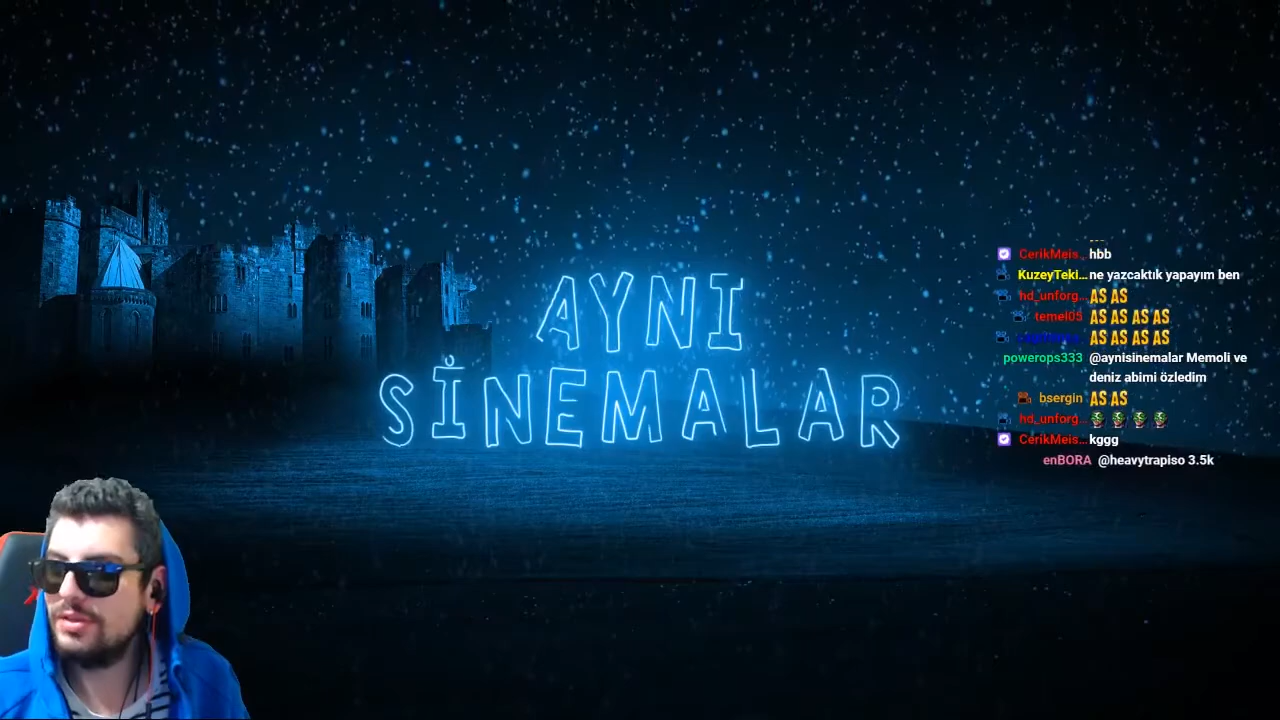 AYNI
SİNEMALAR
CerikMeis… hbb
KuzeyTeki… ne yazcaktık yapayım ben
hd_unforg… AS AS
temel05 AS AS AS AS
AS AS AS AS
powerops333 @aynisinemalar Memoli ve
deniz abimi özledim
bsergin AS AS
hd_unforg…
CerikMeis… kggg
enBORA @heavytrapiso 3.5k